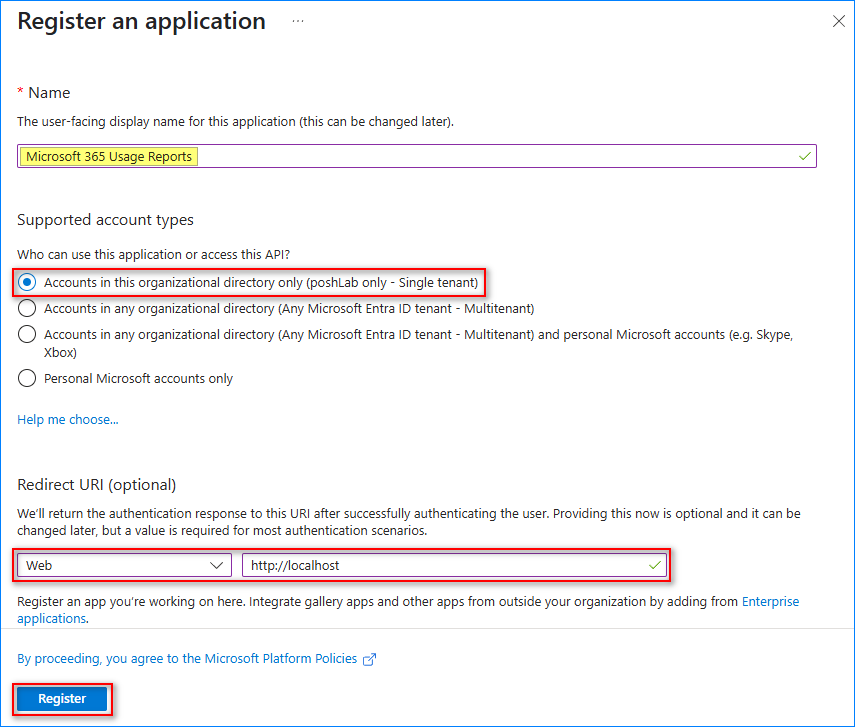 Register an application ...
* Name
The user-facing display name for this application (this can be changed later).
Microsoft 365 Usage Reports
Supported account types
Who can use this application or access this API?
Accounts in this organizational directory only (poshLab only - Single tenant)
Accounts in any organizational directory (Any Microsoft Entra ID tenant - Multitenant)
Accounts in any organizational directory (Any Microsoft Entra ID tenant - Multitenant) and personal Microsoft accounts (e.g. Skype,
Xbox)
Personal Microsoft accounts only
Help me choose...
Redirect URI (optional)
We'll return the authentication response to this URI after successfully authenticating the user. Providing this now is optional and it can be
changed later, but a value is required for most authentication scenarios.
Web http://localhost
Register an app you're working on here. Integrate gallery apps and other apps from outside your organization by adding from Enterprise
applications.
By proceeding, you agree to the Microsoft Platform Policies
Register